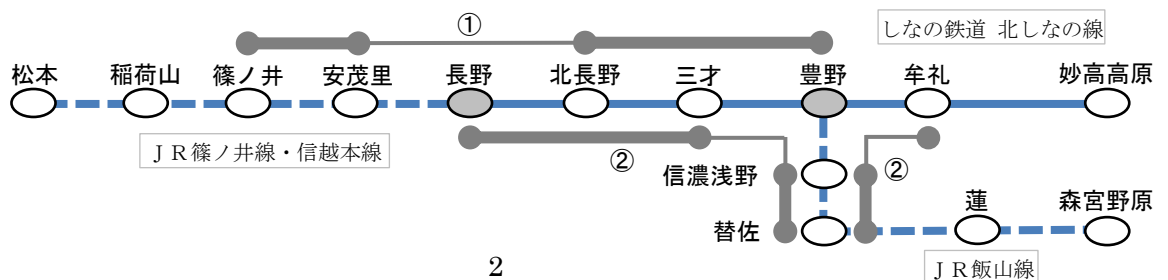 ①
しなの鉄道 北しなの線
松本 稲荷山 篠ノ井 安茂里 長野 北長野 三才 豊野 牟礼 妙高高原
ＪＲ篠ノ井線・信越本線
② ②
信濃浅野
蓮 森宮野原
替佐
2
ＪＲ飯山線